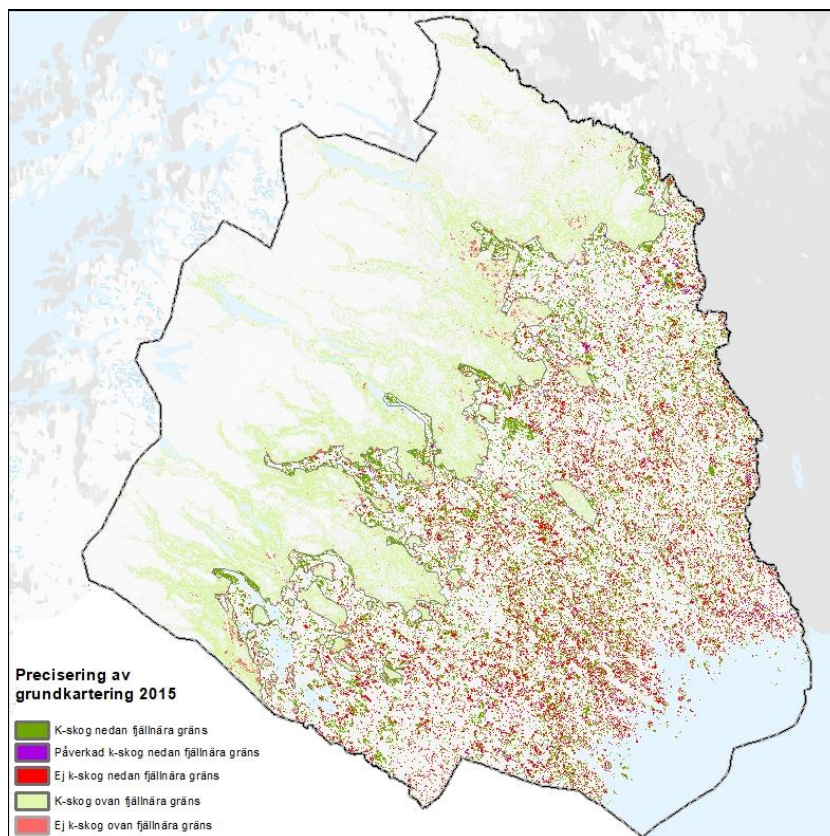 Precisering av
grundkartering 2015
K-skog nedan fjällnära gräns
Påverkad k-skog nedan fjällnära gräns
Ej k-skog nedan fjällnära gräns
K-skog ovan fjällnära gräns
Ej k-skog ovan fjällnära gräns